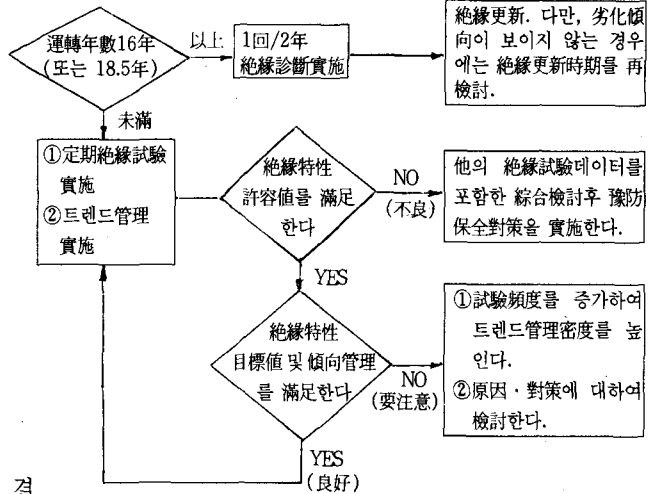 運轉年數16年
(또는 18.5年)
以上
1回/2年
絶緣診斷實施
絶緣更新. 다만, 劣化傾
向이 보이지 않는 경우
에는 絶緣更新時期를 再
檢討.
未滿
①定期絶緣試驗
實施
②트렌드管理
實施
絶緣特性
許容値를 滿足
한다
NO
(不良)
他의 絶緣試驗데이터를
포함한 綜合檢討후 豫防
保全對策을 實施한다.
YES
絶緣特性
目標値 및 傾向管理
를 滿足한다
NO
(要注意)
①試驗頻度를 증가하여
트렌드管理密度를 높
인다.
②原因·對策에 대하여
檢討한다.
YES
(良好)